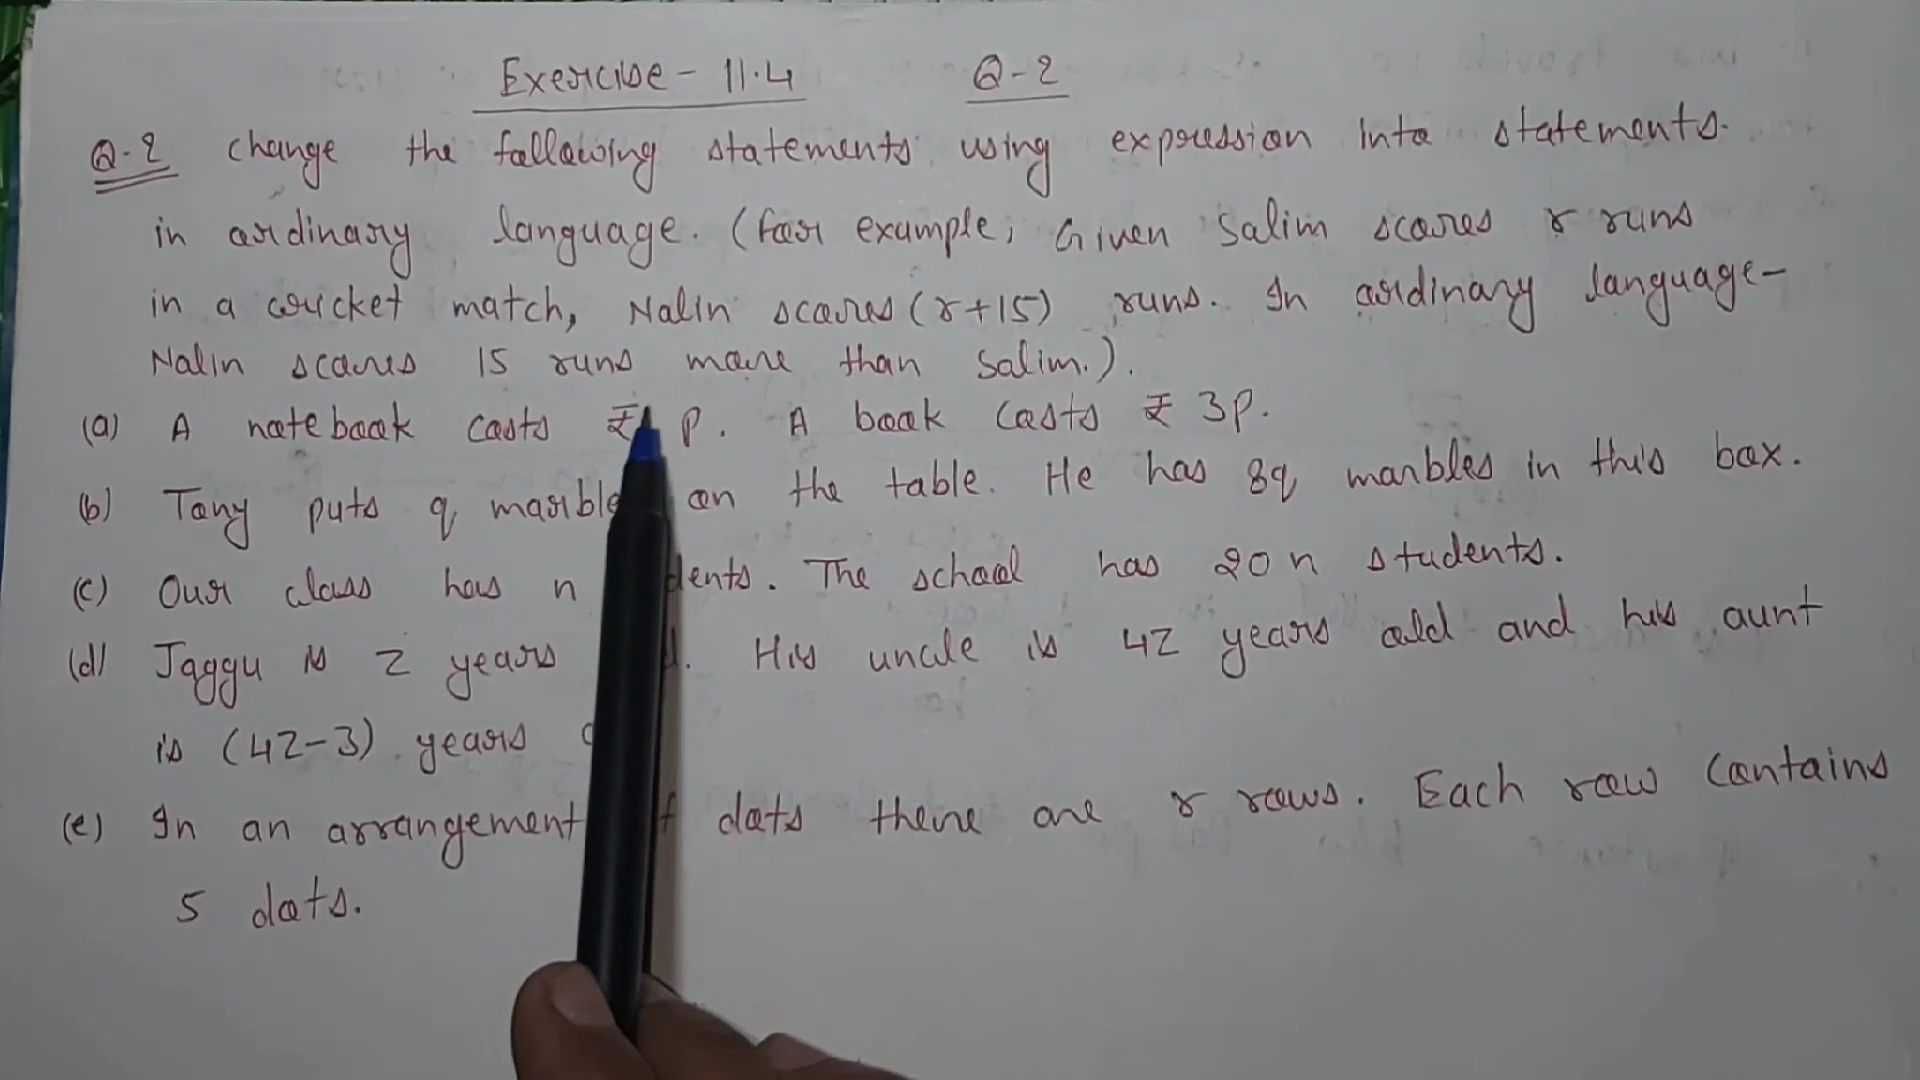 Exercise - 11.4 Q-2
Q-2 change the following statements using expression into statements.
in ordinary language. (for example, Given Salim scores r runs
in a cricket match, Nalin scores (r+15) runs. In ordinary language-
Nalin scores 15 runs more than Salim.).
(a) A notebook costs ₹ p. A book costs ₹ 3p.
(b) Tony puts q marble on the table. He has 8q marbles in this box.
(c) Our class has n The school has 20 n students.
(d) Jaggu is z years His uncle is 4z years old and his aunt
is (4z-3) years
(e) In an arrangement dots there are r rows. Each row contains
5 dots.